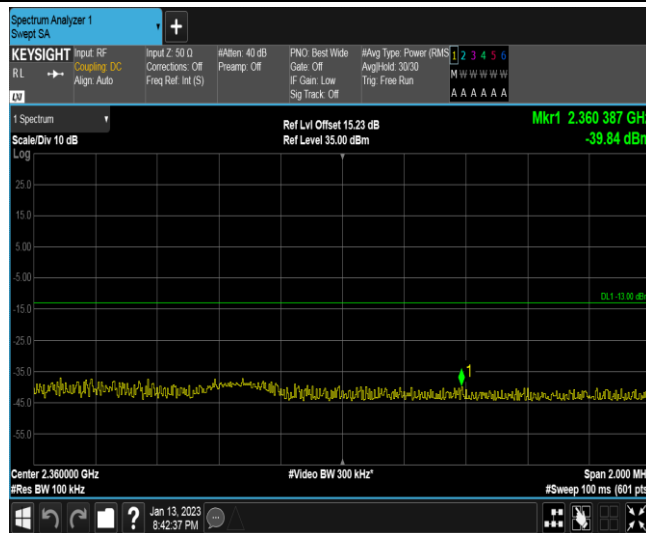 Spectrum Analyzer 1
Swept SA
+
KEYSIGHT
RL
LXI
Input: RF
Coupling: DC
Align: Auto
Input Z: 50 Ω
Corrections: Off
Freq Ref: Int (S)
#Atten: 40 dB
Preamp: Off
PNO: Best Wide
Gate: Off
IF Gain: Low
Sig Track: Off
#Avg Type: Power (RMS
Avg|Hold: 30/30
Trig: Free Run
1 2 3 4 5 6
M W W W W W
A A A A A A
1 Spectrum
Scale/Div 10 dB
Log
Ref Lvl Offset 15.23 dB
Ref Level 35.00 dBm
Mkr1 2.360 387 GHz
-39.84 dBm
25.0
15.0
5.00
-5.00
DL1 -13.00 dBm
-15.0
-25.0
-35.0
1
-45.0
-55.0
Center 2.360000 GHz
#Video BW 300 kHz*
Span 2.000 MH
#Res BW 100 kHz
#Sweep 100 ms (601 pts
?
Jan 13, 2023
8:42:37 PM